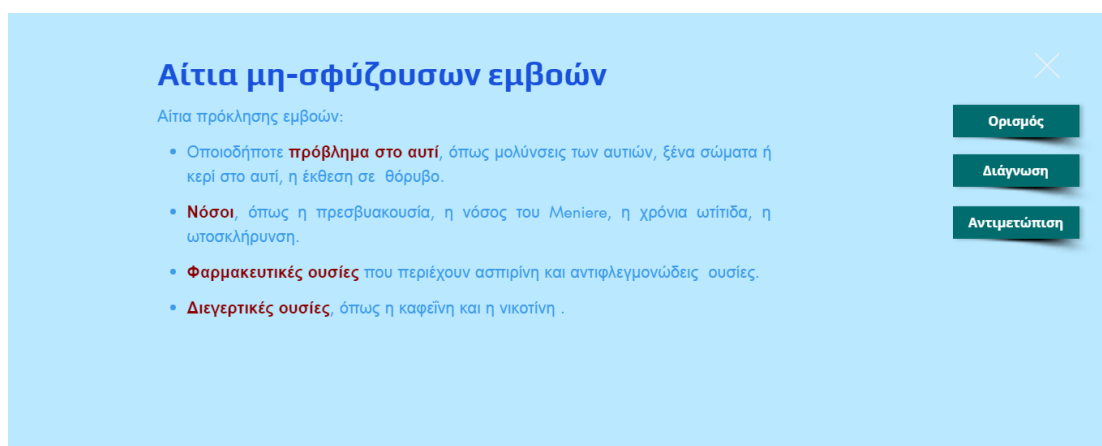 Αίτια μη-σφύζουσων εμβοών
Αίτια πρόκλησης εμβοών:
• Οποιοδήποτε πρόβλημα στο αυτί, όπως μολύνσεις των αυτιών, ξένα σώματα ή
κερί στο αυτί, η έκθεση σε θόρυβο.
• Νόσοι, όπως η πρεσβυακουσία, η νόσος του Meniere, η χρόνια ωτίτιδα, η
ωτοσκλήρυνση.
• Φαρμακευτικές ουσίες που περιέχουν ασπιρίνη και αντιφλεγμονώδεις ουσίες.
• Διεγερτικές ουσίες, όπως η καφεΐνη και η νικοτίνη .
Ορισμός
Διάγνωση
Αντιμετώπιση